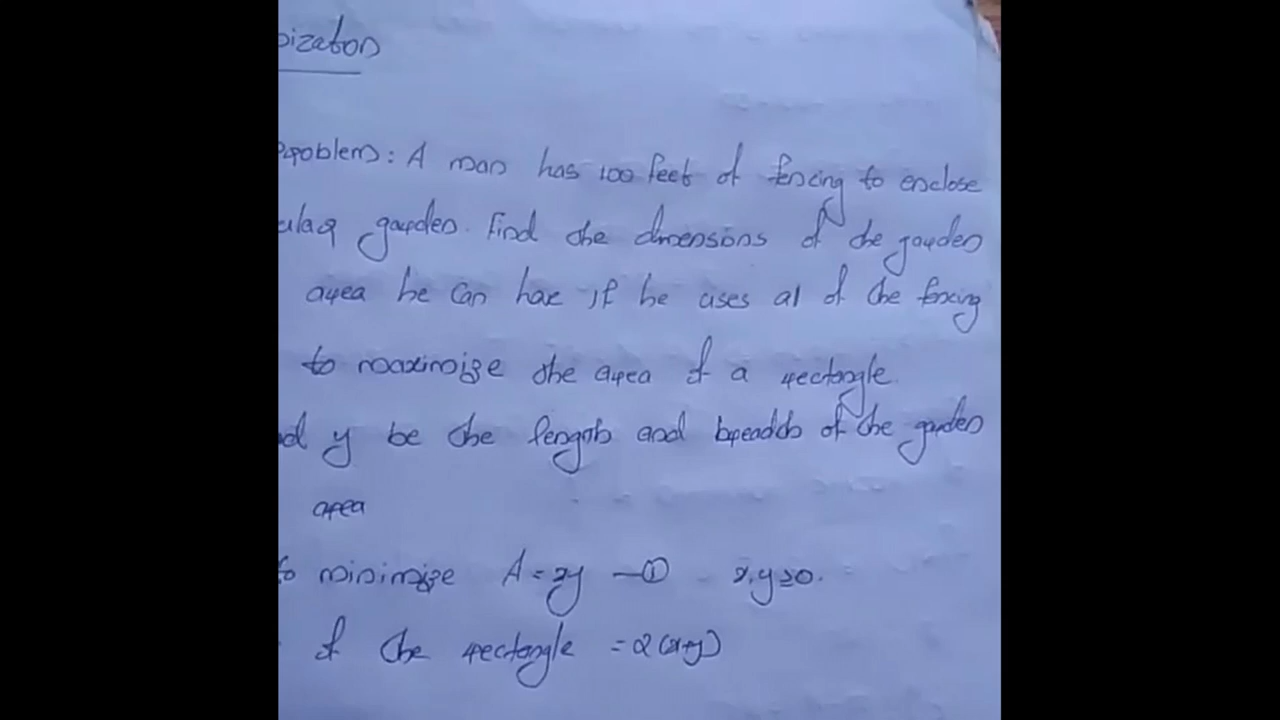 pization
Problem: A man has 100 feet of fencing to enclose
ular garden. Find the dimensions of the garden
area he can have if he uses al of the fencing
to maximize the area of a rectangle.
nd y be the length and breadth of the garden
area
to minimize A = xy —① x,y≥0.
of the rectangle = 2(x+y)